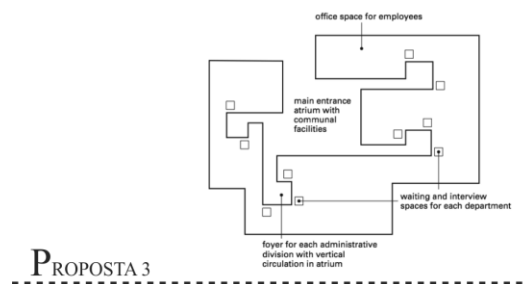 office space for employees
main entrance
atrium with
communal
facilities
waiting and interview
spaces for each department
foyer for each administrative
division with vertical
circulation in atrium
PROPOSTA 3